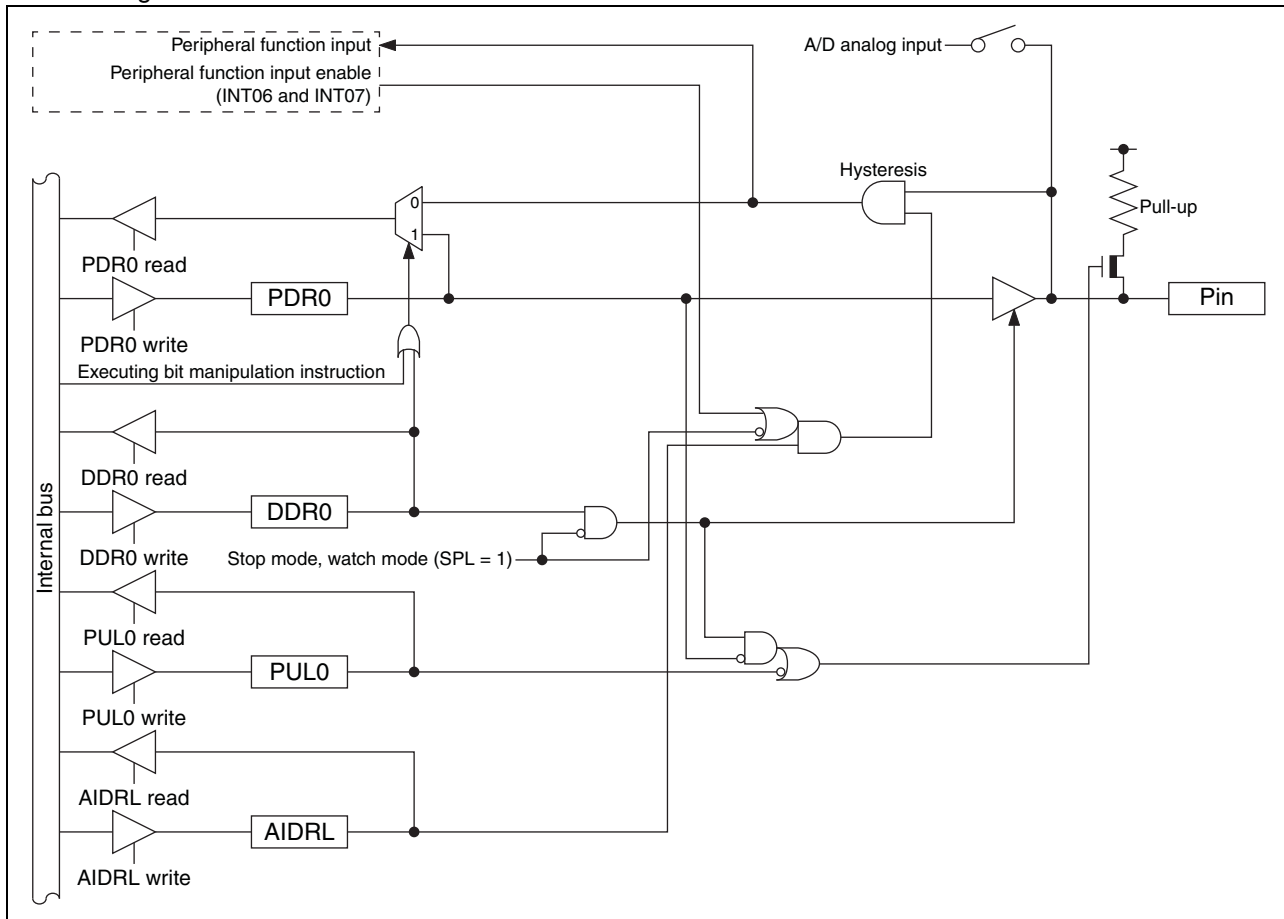 Peripheral function input
A/D analog input
Peripheral function input enable
(INT06 and INT07)
Hysteresis
0
Pull-up
1
PDR0 read
PDR0
Pin
PDR0 write
Executing bit manipulation instruction
DDR0 read
DDR0
DDR0 write
Stop mode, watch mode (SPL = 1)
Internal bus
PUL0 read
PUL0
PUL0 write
AIDRL read
AIDRL
AIDRL write